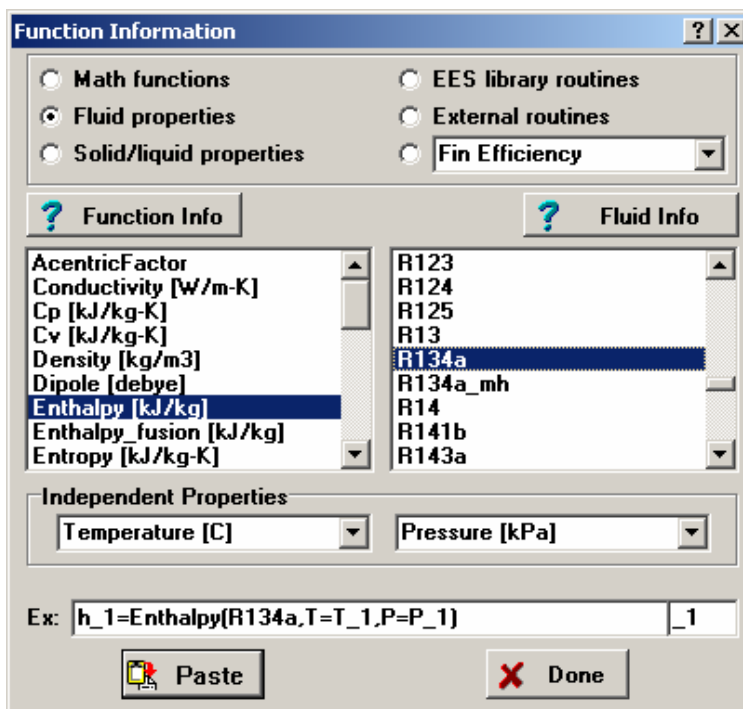 Function Information
Math functions
EES library routines
Fluid properties
External routines
Solid/liquid properties
Fin Efficiency
? Function Info
? Fluid Info
AcentricFactor
Conductivity [W/m-K]
Cp [kJ/kg-K]
Cv [kJ/kg-K]
Density [kg/m3]
Dipole [debye]
Enthalpy [kJ/kg]
Enthalpy_fusion [kJ/kg]
Entropy [kJ/kg-K]
R123
R124
R125
R13
R134a
R134a_mh
R14
R141b
R143a
Independent Properties
Temperature [C]
Pressure [kPa]
Ex: h_1=Enthalpy(R134a,T=T_1,P=P_1)
_1
Paste
Done